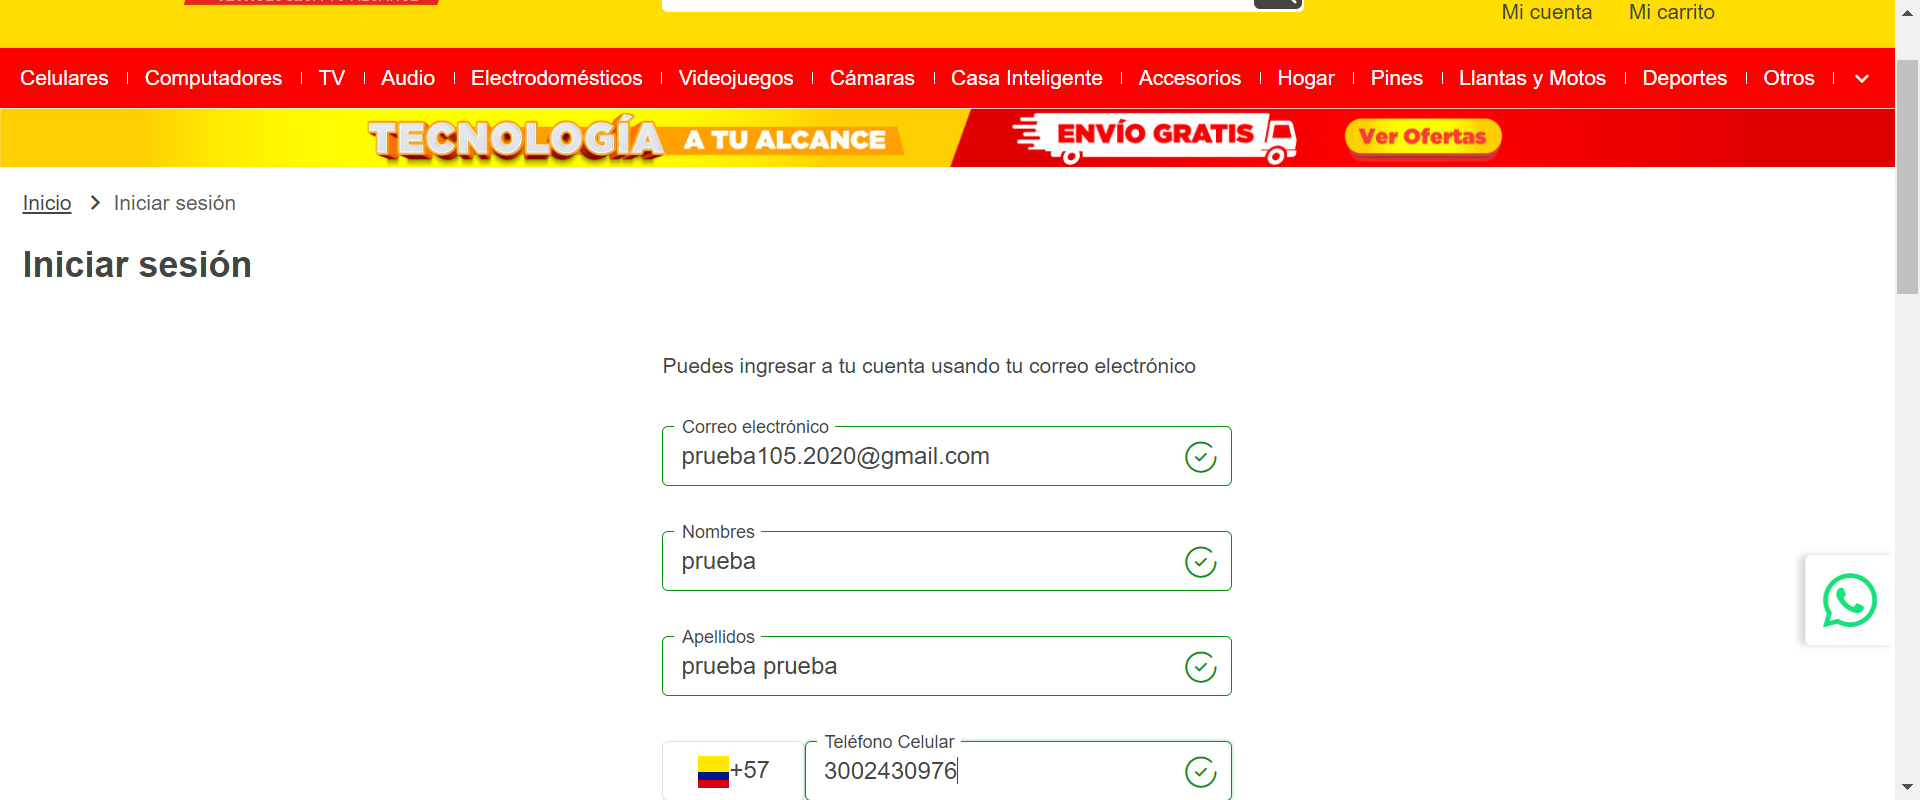 Mi cuenta Mi carrito
Celulares Computadores TV Audio Electrodomésticos Videojuegos Cámaras Casa Inteligente Accesorios Hogar Pines Llantas y Motos Deportes Otros
TECNOLOGÍA A TU ALCANCE ENVÍO GRATIS Ver Ofertas
Inicio Iniciar sesión
Iniciar sesión
Puedes ingresar a tu cuenta usando tu correo electrónico
Correo electrónico
prueba105.2020@gmail.com
Nombres
prueba
Apellidos
prueba prueba
Teléfono Celular
+57 3002430976